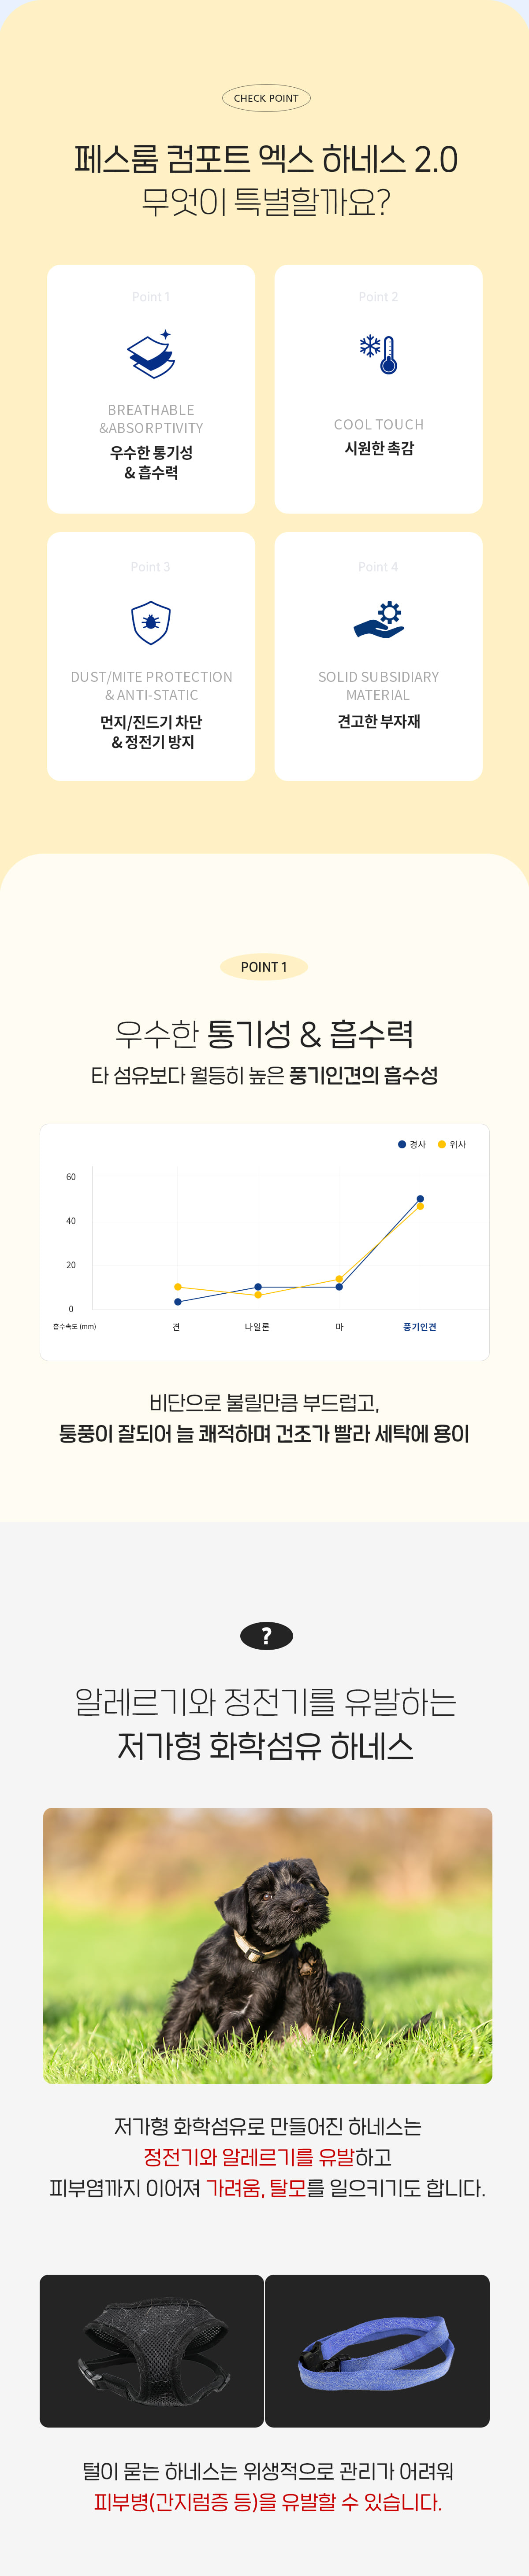 CHECK POINT
페스룸 컴포트 엑스 하네스 2.0
무엇이 특별할까요?
Point 1
BREATHABLE
&ABSORPTIVITY
우수한 통기성
& 흡수력
Point 2
COOL TOUCH
시원한 촉감
Point 3
DUST/MITE PROTECTION
& ANTI-STATIC
먼지/진드기 차단
& 정전기 방지
Point 4
SOLID SUBSIDIARY
MATERIAL
견고한 부자재
POINT 1
우수한 통기성 & 흡수력
타 섬유보다 월등히 높은 풍기인견의 흡수성
경사 위사
60
40
20
0
흡수속도 (mm) 견 나일론 마 풍기인견
비단으로 불릴만큼 부드럽고,
통풍이 잘되어 늘 쾌적하며 건조가 빨라 세탁에 용이
?
알레르기와 정전기를 유발하는
저가형 화학섬유 하네스
저가형 화학섬유로 만들어진 하네스는
정전기와 알레르기를 유발하고
피부염까지 이어져 가려움, 탈모를 일으키기도 합니다.
털이 묻는 하네스는 위생적으로 관리가 어려워
피부병(간지럼증 등)을 유발할 수 있습니다.